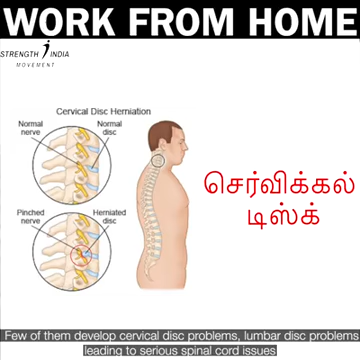 WORK FROM HOME
STRENGTH INDIA
MOVEMENT
Cervical Disc Herniation
Normal nerve
Normal disc
Pinched nerve
Herniated disc
செர்விக்கல்
டிஸ்க்
Few of them develop cervical disc problems, lumbar disc problems,
leading to serious spinal cord issues